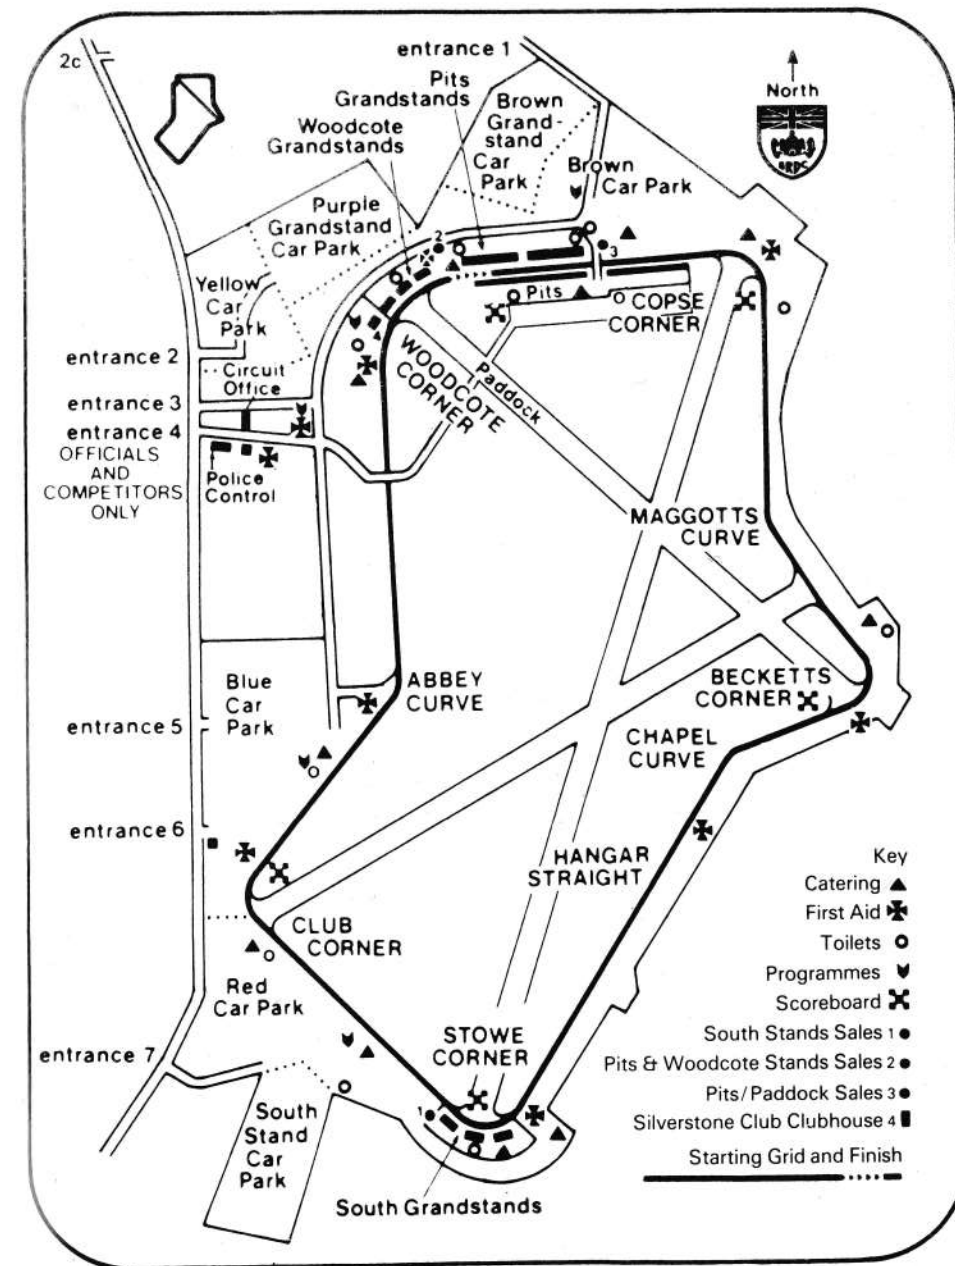 entrance 1
2c
Pits
Grandstands
Woodcote
Grandstands
Brown
Grand-
stand
Car
Park
Brown
Car Park
North
BRDC
Purple
Grandstand
Car Park
2
3
Yellow
Car
Park
Pits
COPSE
CORNER
entrance 2
Circuit
Office
WOODCOTE
CORNER
Paddock
entrance 3
entrance 4
OFFICIALS
AND
COMPETITORS
ONLY
Police
Control
MAGGOTTS
CURVE
Blue
Car
Park
ABBEY
CURVE
BECKETTS
CORNER
entrance 5
CHAPEL
CURVE
entrance 6
HANGAR
STRAIGHT
CLUB
CORNER
Red
Car Park
STOWE
CORNER
entrance 7
1
South
Stand
Car
Park
South Grandstands
Key
Catering
First Aid
Toilets
Programmes
Scoreboard
South Stands Sales 1
Pits & Woodcote Stands Sales 2
Pits/Paddock Sales 3
Silverstone Club Clubhouse 4
Starting Grid and Finish